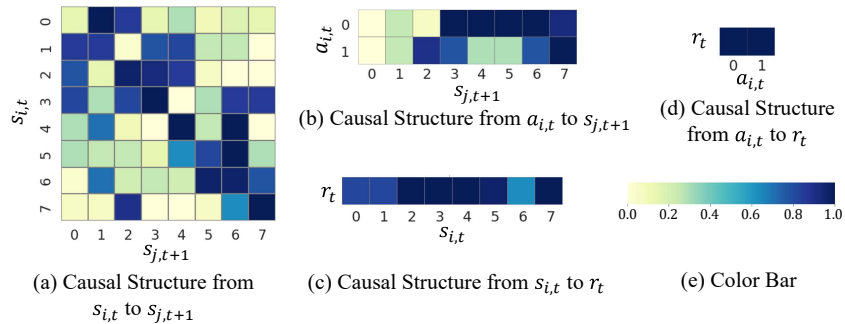 0
1
2
3
4
5
6
7
s_{i,t}
0 1 2 3 4 5 6 7
s_{j,t+1}
(a) Causal Structure from
s_{i,t} to s_{j,t+1}
a_{i,t}
0
1
0 1 2 3 4 5 6 7
s_{j,t+1}
(b) Causal Structure from a_{i,t} to s_{j,t+1}
r_t
0 1 2 3 4 5 6 7
s_{i,t}
(c) Causal Structure from s_{i,t} to r_t
r_t
0 1
a_{i,t}
(d) Causal Structure
from a_{i,t} to r_t
0.0 0.2 0.4 0.6 0.8 1.0
(e) Color Bar